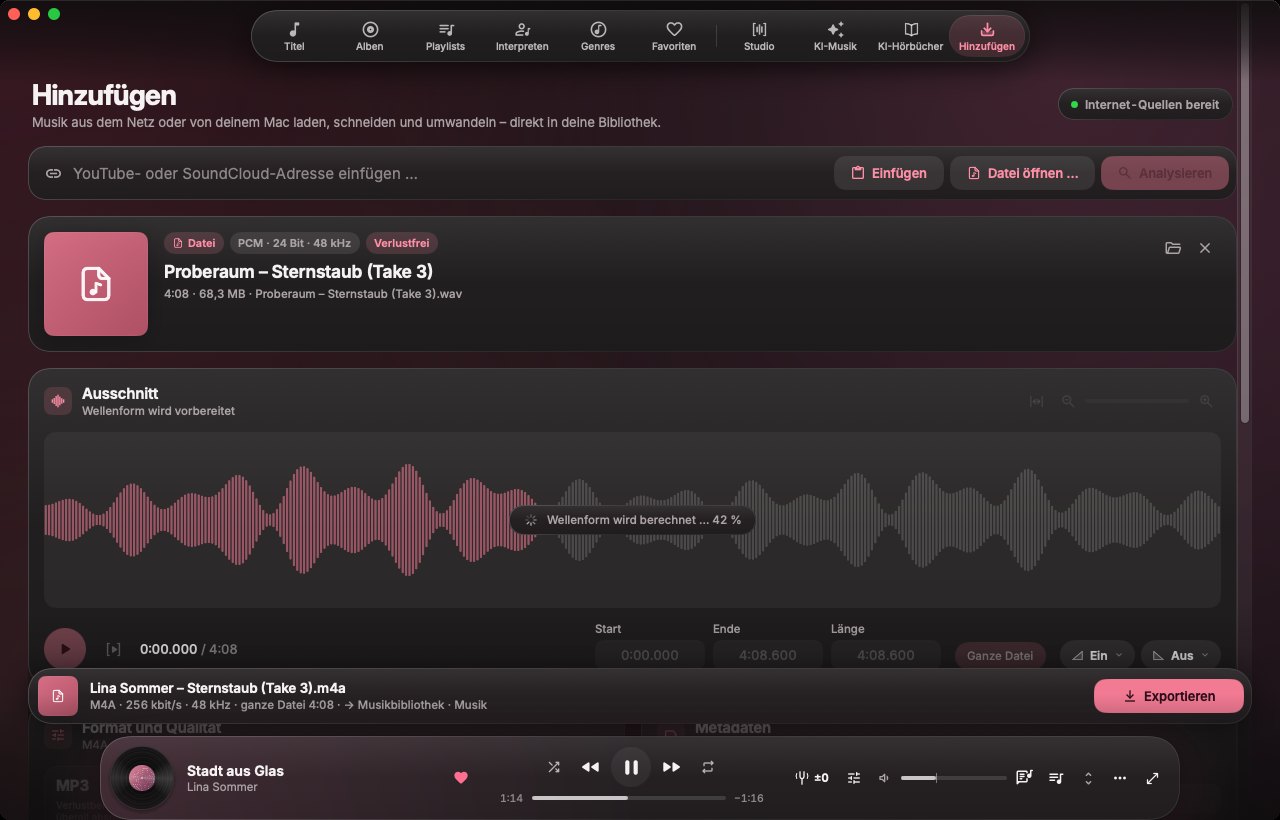 Titel
Alben
Playlists
Interpreten
Genres
Favoriten
Studio
KI-Musik
KI-Hörbücher
Hinzufügen
Hinzufügen
Musik aus dem Netz oder von deinem Mac laden, schneiden und umwandeln – direkt in deine Bibliothek.
Internet-Quellen bereit
YouTube- oder SoundCloud-Adresse einfügen ...
Einfügen
Datei öffnen ...
Analysieren
Datei
PCM · 24 Bit · 48 kHz
Verlustfrei
Proberaum – Sternstaub (Take 3)
4:08 · 68,3 MB · Proberaum – Sternstaub (Take 3).wav
Ausschnitt
Wellenform wird vorbereitet
Wellenform wird berechnet ... 42 %
Start
Ende
Länge
0:00.000 / 4:08
0:00.000
4:08.600
4:08.600
Ganze Datei
Ein
Aus
Lina Sommer – Sternstaub (Take 3).m4a
M4A · 256 kbit/s · 48 kHz · ganze Datei 4:08 · → Musikbibliothek · Musik
Exportieren
Format und Qualität
M4A
Metadaten
MP3
Stadt aus Glas
Lina Sommer
1:14
−1:16
±0